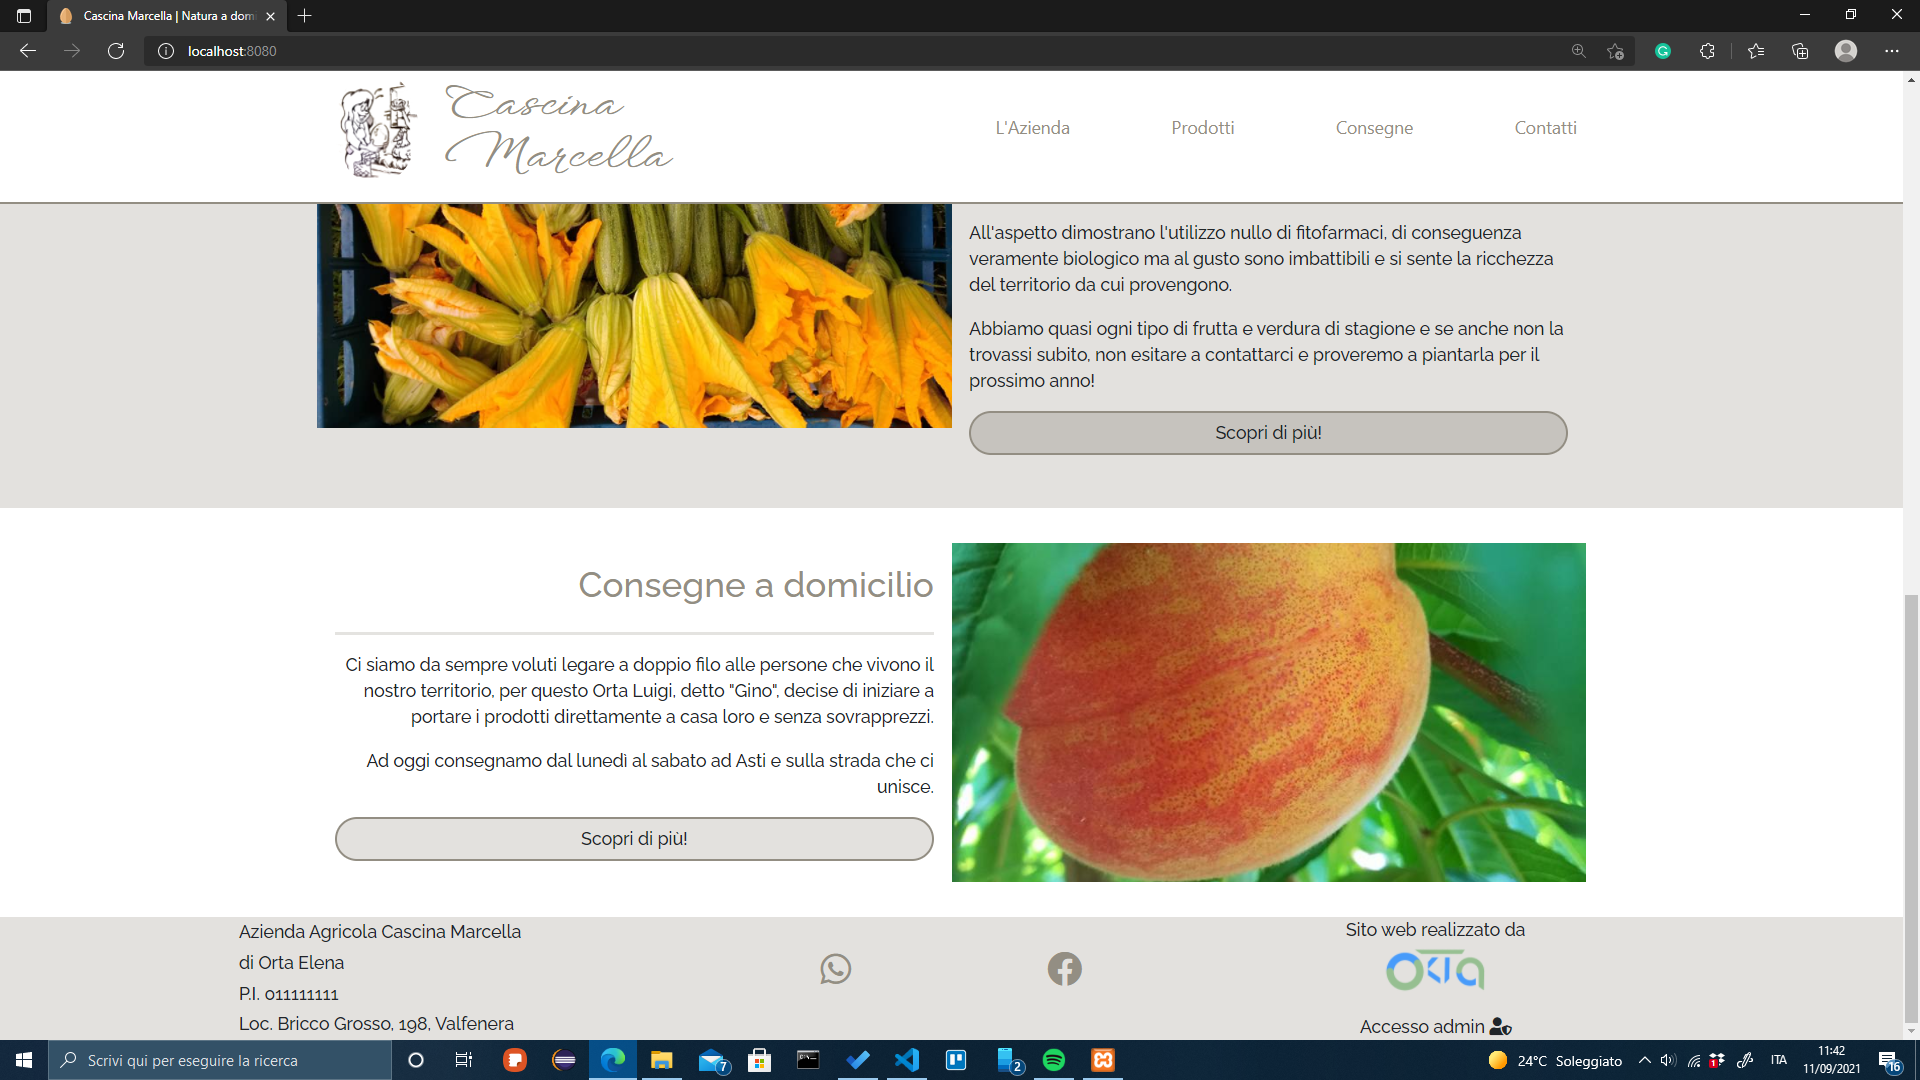 Cascina Marcella | Natura a domi
localhost:8080
Cascina
Marcella
L'Azienda
Prodotti
Consegne
Contatti
All'aspetto dimostrano l'utilizzo nullo di fitofarmaci, di conseguenza
veramente biologico ma al gusto sono imbattibili e si sente la ricchezza
del territorio da cui provengono.
Abbiamo quasi ogni tipo di frutta e verdura di stagione e se anche non la
trovassi subito, non esitare a contattarci e proveremo a piantarla per il
prossimo anno!
Scopri di più!
Consegne a domicilio
Ci siamo da sempre voluti legare a doppio filo alle persone che vivono il
nostro territorio, per questo Orta Luigi, detto "Gino", decise di iniziare a
portare i prodotti direttamente a casa loro e senza sovrapprezzi.
Ad oggi consegnamo dal lunedì al sabato ad Asti e sulla strada che ci
unisce.
Scopri di più!
Azienda Agricola Cascina Marcella
di Orta Elena
P.I. 011111111
Loc. Bricco Grosso, 198, Valfenera
Sito web realizzato da
Accesso admin
Scrivi qui per eseguire la ricerca
7
2
24°C Soleggiato
1
ITA
11:42
11/09/2021
16